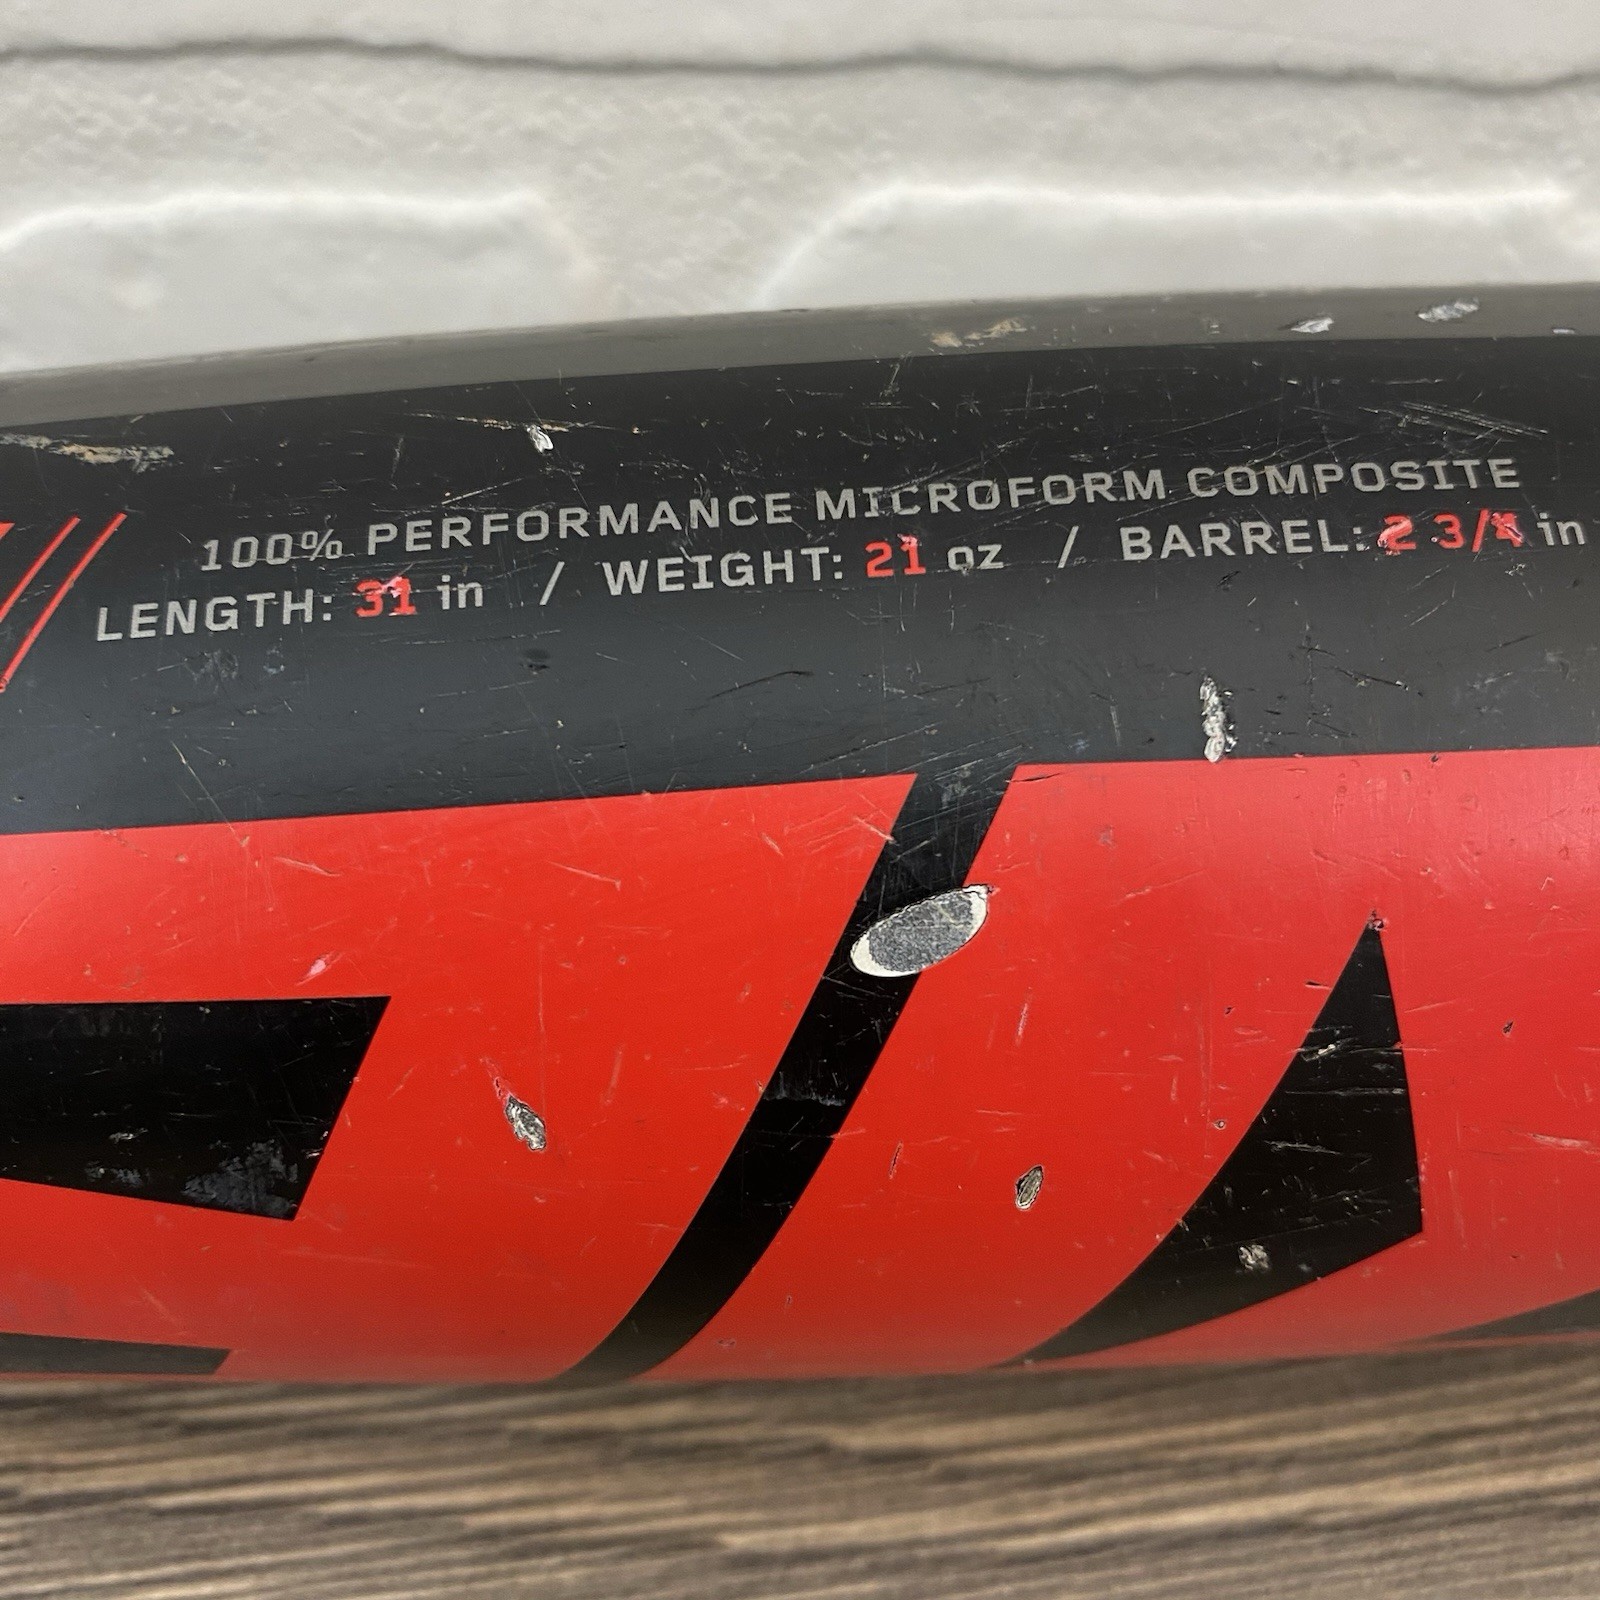 100% PERFORMANCE MICROFORM COMPOSITE
LENGTH: 31 in / WEIGHT: 21 oz / BARREL: 2 3/4 in